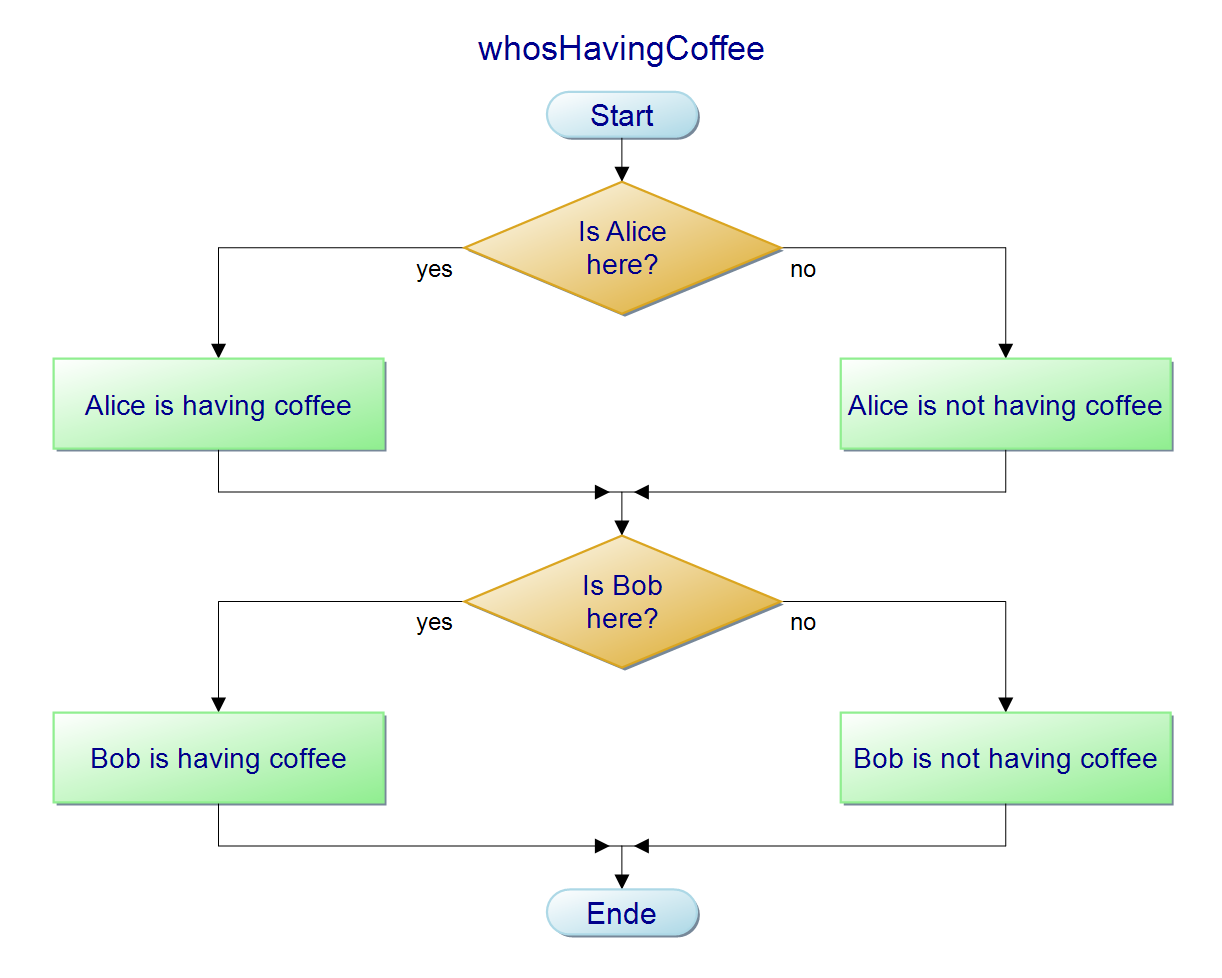 whosHavingCoffee
Start
Is Alice
here?
yes
no
Alice is having coffee
Alice is not having coffee
Is Bob
here?
yes
no
Bob is having coffee
Bob is not having coffee
Ende